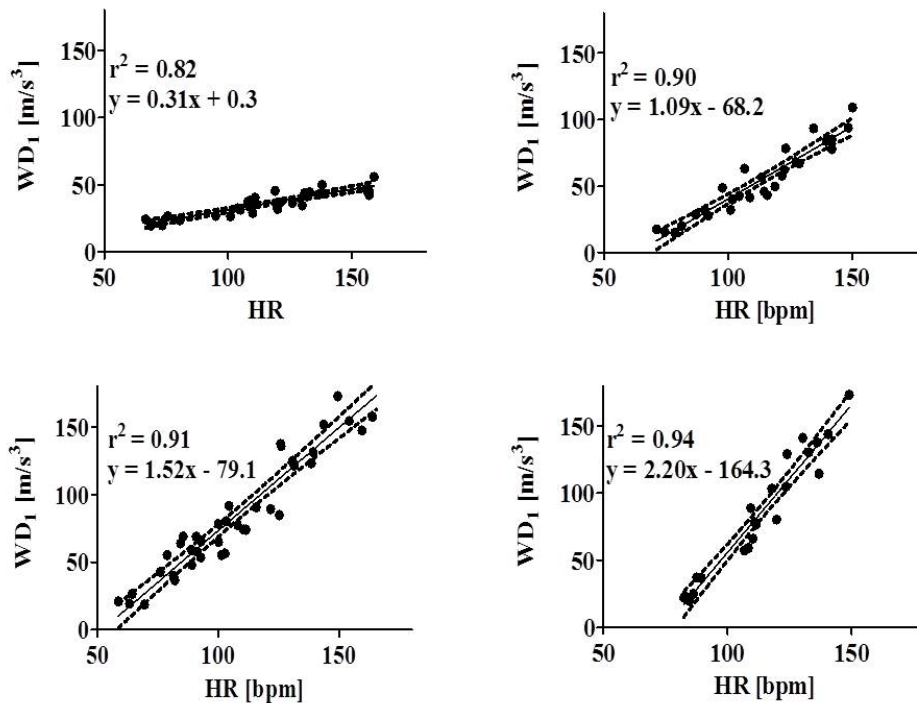 150
r² = 0.82
y = 0.31x + 0.3
100
50
0
WD₁ [m/s³]
50 100 150
HR
150
r² = 0.90
y = 1.09x - 68.2
100
50
0
WD₁ [m/s³]
50 100 150
HR [bpm]
150
r² = 0.91
y = 1.52x - 79.1
100
50
0
WD₁ [m/s³]
50 100 150
HR [bpm]
150
r² = 0.94
y = 2.20x - 164.3
100
50
0
WD₁ [m/s³]
50 100 150
HR [bpm]